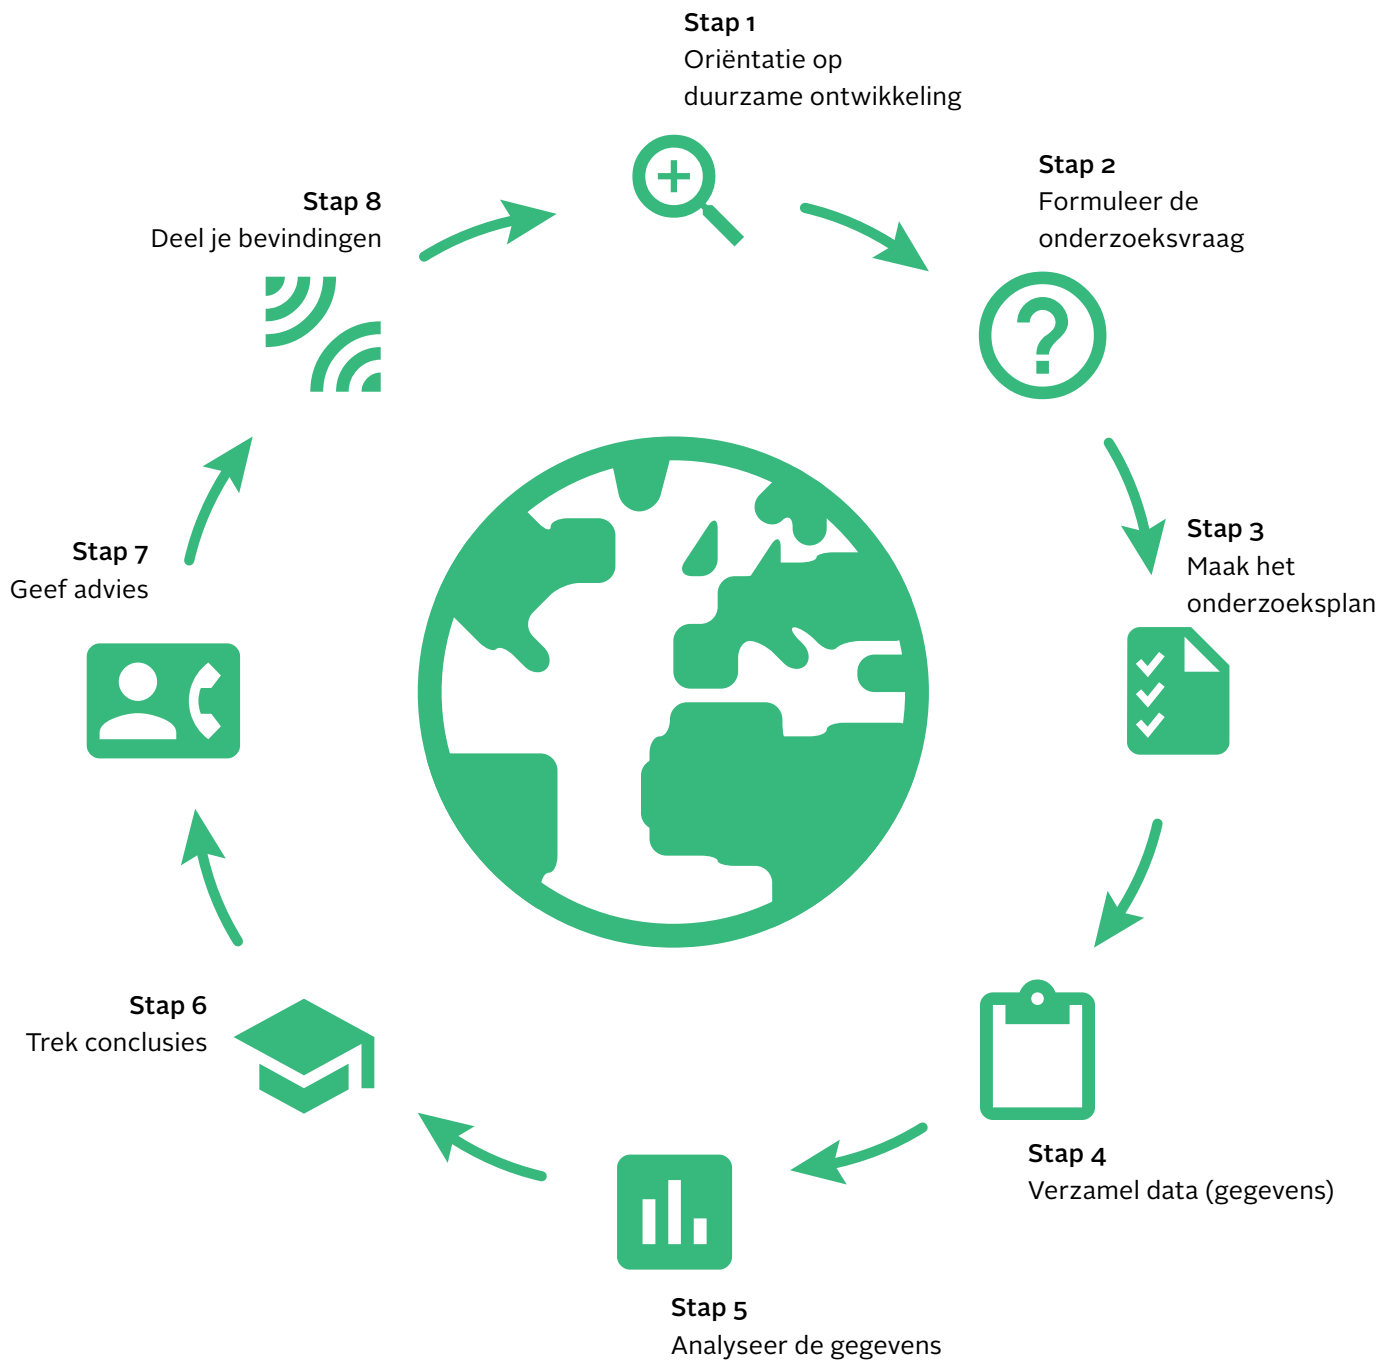 Stap 1
Oriëntatie op
duurzame ontwikkeling
Stap 2
Formuleer de
onderzoeksvraag
Stap 3
Maak het
onderzoeksplan
Stap 4
Verzamel data (gegevens)
Stap 5
Analyseer de gegevens
Stap 6
Trek conclusies
Stap 7
Geef advies
Stap 8
Deel je bevindingen